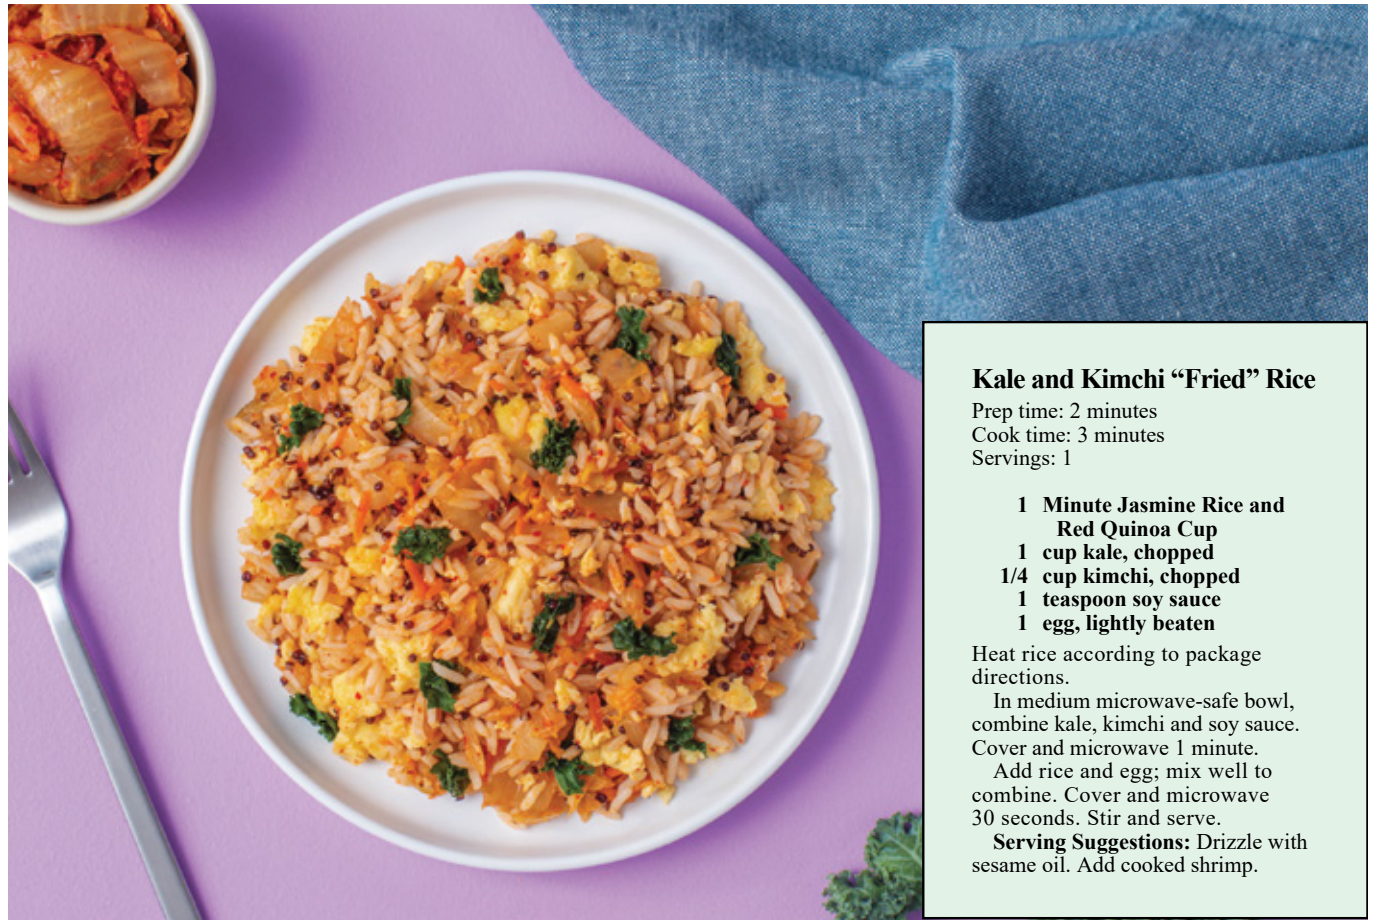 Kale and Kimchi “Fried” Rice
Prep time: 2 minutes
Cook time: 3 minutes
Servings: 1
1 Minute Jasmine Rice and
Red Quinoa Cup
1 cup kale, chopped
1/4 cup kimchi, chopped
1 teaspoon soy sauce
1 egg, lightly beaten
Heat rice according to package
directions.
In medium microwave-safe bowl,
combine kale, kimchi and soy sauce.
Cover and microwave 1 minute.
Add rice and egg; mix well to
combine. Cover and microwave
30 seconds. Stir and serve.
Serving Suggestions: Drizzle with
sesame oil. Add cooked shrimp.